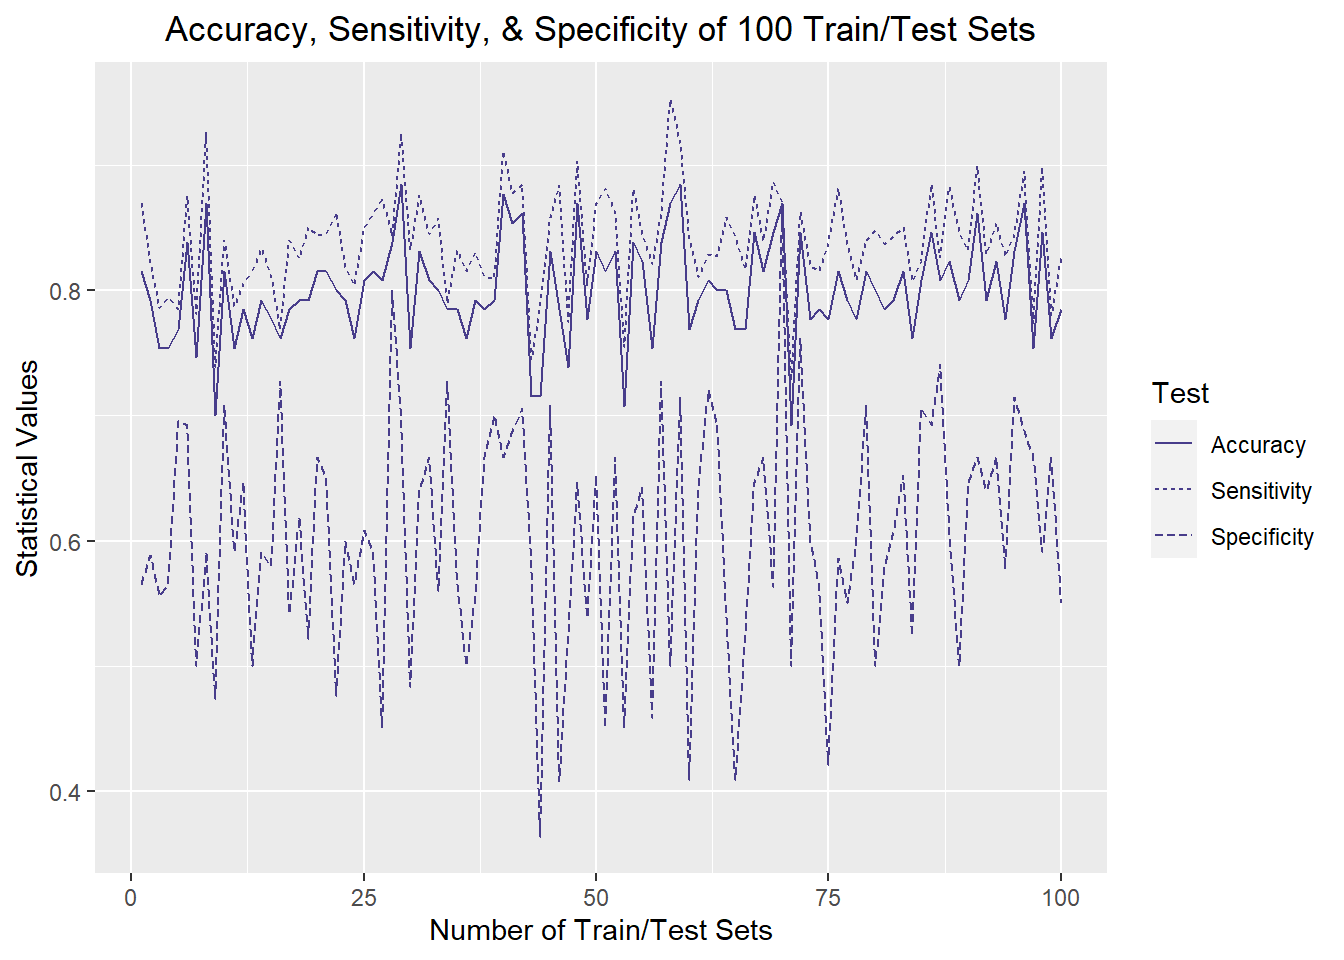 Accuracy, Sensitivity, & Specificity of 100 Train/Test Sets
Statistical Values
0.8
0.6
0.4
0
25
50
75
100
Number of Train/Test Sets
Test
Accuracy
Sensitivity
Specificity